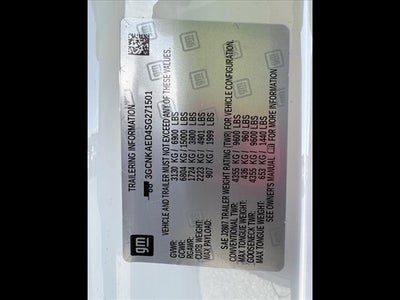 TRAILERING INFORMATION
3GCNKAED4SG271501
VEHICLE AND TRAILER MUST NOT EXCEED ANY OF THESE VALUES.
GVWR: 3130 KG / 6900 LBS
GCWR: 6804 KG / 15000 LBS
RGAWR: 1724 KG / 3800 LBS
CURB WEIGHT: 2223 KG / 4901 LBS
MAX PAYLOAD: 907 KG / 1999 LBS
SAE J2807 TRAILER WEIGHT RATING (TWR) FOR VEHICLE CONFIGURATION.
CONVENTIONAL TWR: 4355 KG / 9600 LBS
MAX TONGUE WEIGHT: 436 KG / 960 LBS
GOOSENECK TWR: 4355 KG / 9600 LBS
MAX TONGUE WEIGHT: 653 KG / 1440 LBS
SEE OWNER'S MANUAL FOR MORE INFORMATION
gm